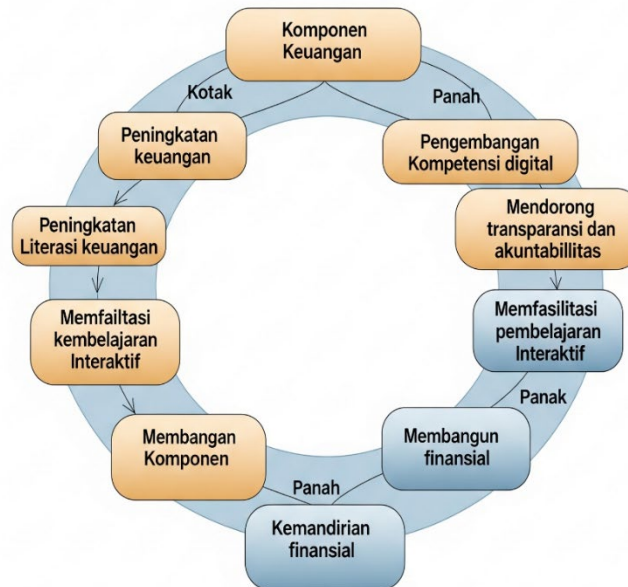 Komponen
Keuangan
Kotak
Panah
Peningkatan
keuangan
Pengembangan
Kompetensi digital
Peningkatan
Literasi keuangan
Mendorong
transparansi dan
akuntabillitas
Memfailtasi
kembelajaran
Interaktif
Memfasilitasi
pembelajaran
Interaktif
Panak
Membangan
Komponen
Membangun
finansial
Panah
Kemandirian
finansial